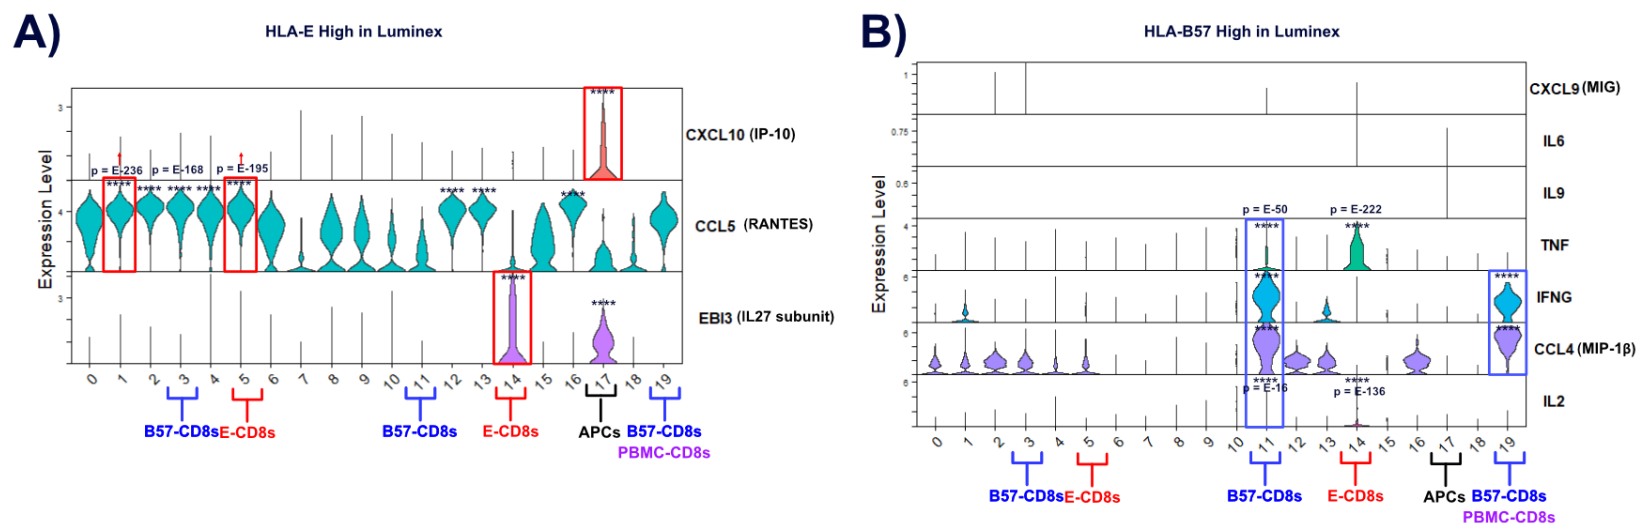 A)
HLA-E High in Luminex
Expression Level
3
CXCL10 (IP-10)
****
p = E-236
p = E-168
p = E-195
4
**** **** **** **** **** **** **** ****
CCL5 (RANTES)
3
**** ****
EBI3 (IL27 subunit)
0 1 2 3 4 5 6 7 8 9 10 11 12 13 14 15 16 17 18 19
B57-CD8s E-CD8s B57-CD8s E-CD8s APCs B57-CD8s
PBMC-CD8s
B)
HLA-B57 High in Luminex
Expression Level
1
CXCL9 (MIG)
0.75
IL6
IL9
p = E-50 p = E-222
4
**** ****
TNF
**** ****
IFNG
**** ****
CCL4 (MIP-1β)
6
**** ****
p = E-16 p = E-136
IL2
0 1 2 3 4 5 6 7 8 9 10 11 12 13 14 15 16 17 18 19
B57-CD8s E-CD8s B57-CD8s E-CD8s APCs B57-CD8s
PBMC-CD8s